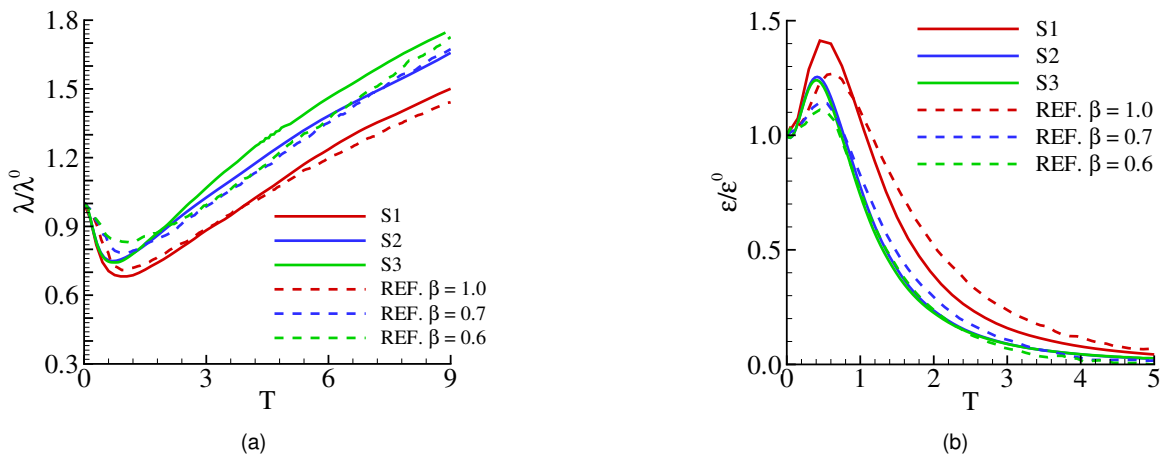 1.8
1.5
1.2
0.9
0.6
0.3
λ/λ⁰
0
3
6
9
T
S1
S2
S3
REF. β = 1.0
REF. β = 0.7
REF. β = 0.6
(a)
1.5
1.0
0.5
0.0
ε/ε⁰
0
1
2
3
4
5
T
S1
S2
S3
REF. β = 1.0
REF. β = 0.7
REF. β = 0.6
(b)